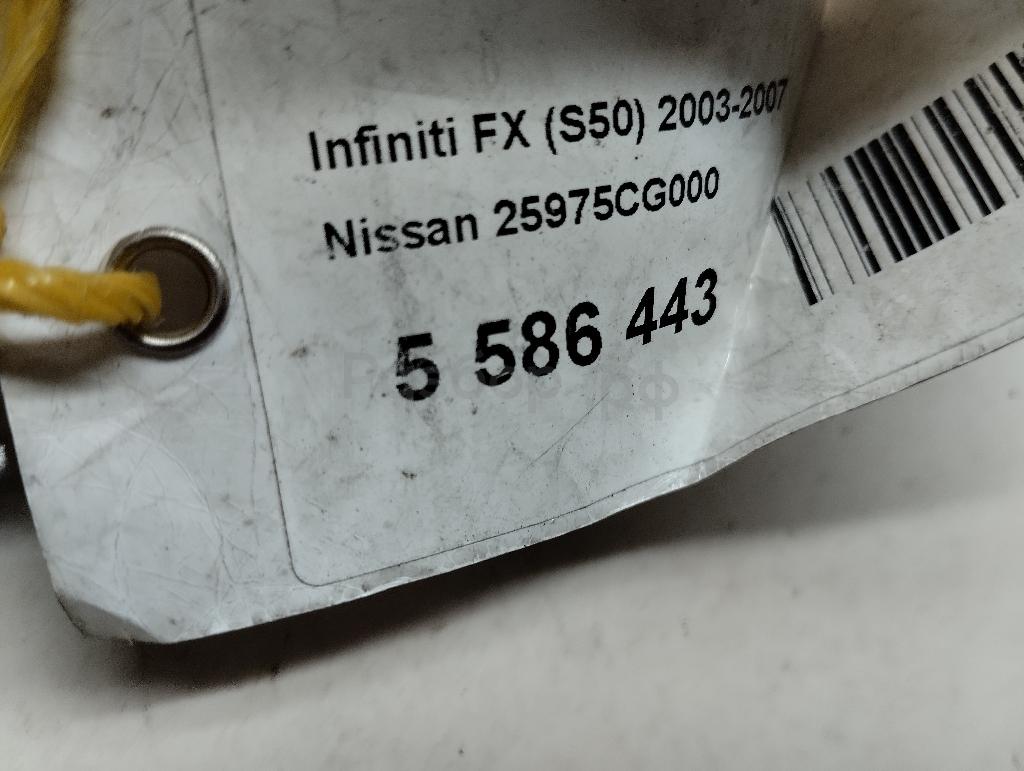 Infiniti FX (S50) 2003-2007
Nissan 25975CG000
5 586 443